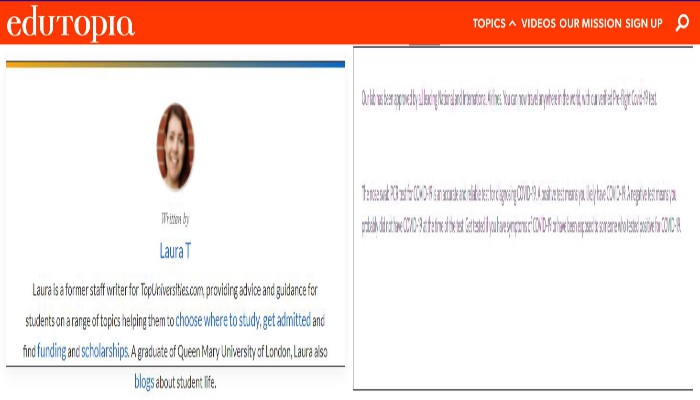 edUTOPIA
TOPICS VIDEOS OUR MISSION SIGN UP
Written by
Laura T
Laura is a former staff writer for TopUniversities.com, providing advice and guidance for
students on a range of topics helping them to choose where to study, get admitted and
find funding and scholarships. A graduate of Queen Mary University of London, Laura also
blogs about student life.
Our lab has been approved by all leading National and International Airlines. You can now travel anywhere in the world, with our verified Pre-flight Covid-19 test.
The nose swab PCR test for COVID-19 is an accurate and reliable test for diagnosing COVID-19. A positive test means you likely have COVID-19. A negative test means you
probably did not have COVID-19 at the time of the test. Get tested if you have symptoms of COVID-19 or have been exposed to someone who tested positive for COVID-19.